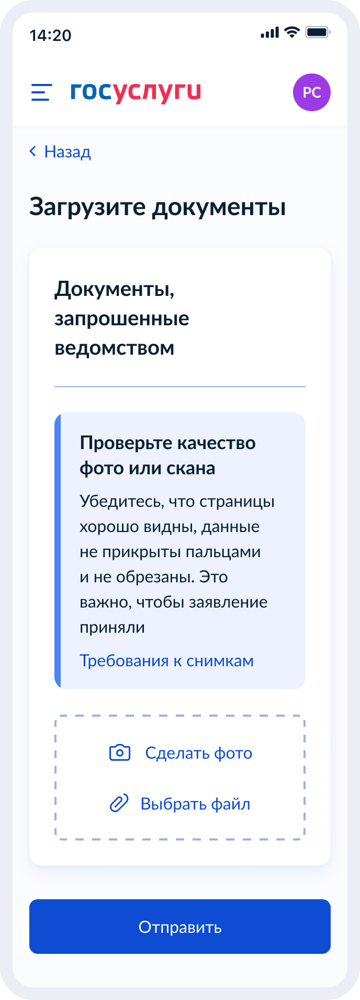 14:20
госуслуги
РС
Назад
Загрузите документы
Документы,
запрошенные
ведомством
Проверьте качество
фото или скана
Убедитесь, что страницы
хорошо видны, данные
не прикрыты пальцами
и не обрезаны. Это
важно, чтобы заявление
приняли
Требования к снимкам
Сделать фото
Выбрать файл
Отправить